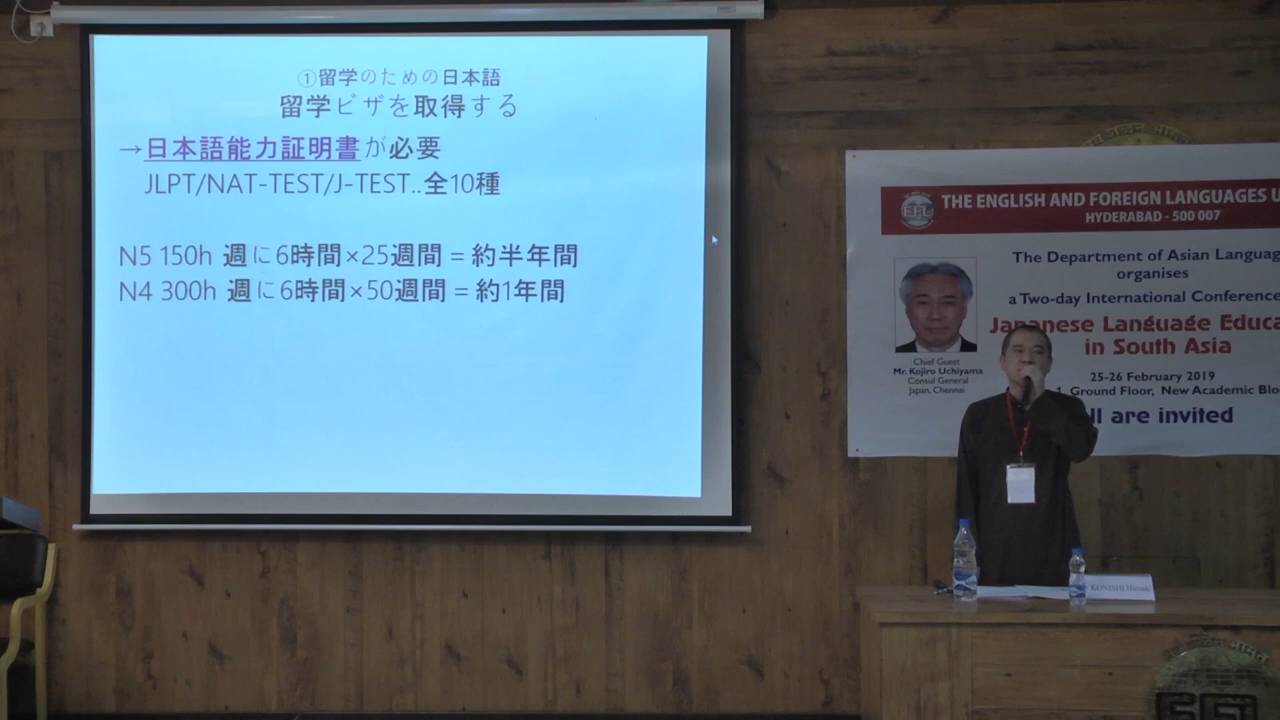 ①留学のための日本語
留学ビザを取得する
→日本語能力証明書が必要
JLPT/NAT-TEST/J-TEST..全10種
N5 150h 週に6時間×25週間 = 約半年間
N4 300h 週に6時間×50週間 = 約1年間
THE ENGLISH AND FOREIGN LANGUAGES U
HYDERABAD - 500 007
EFL
The Department of Asian Languag
organises
a Two-day International Conference
Japanese Language Educa
in South Asia
25-26 February 2019
1, Ground Floor, New Academic Blo
ll are invited
Chief Guest
Mr. Kojiro Uchiyama
Consul General
Japan, Chennai
KONISHI